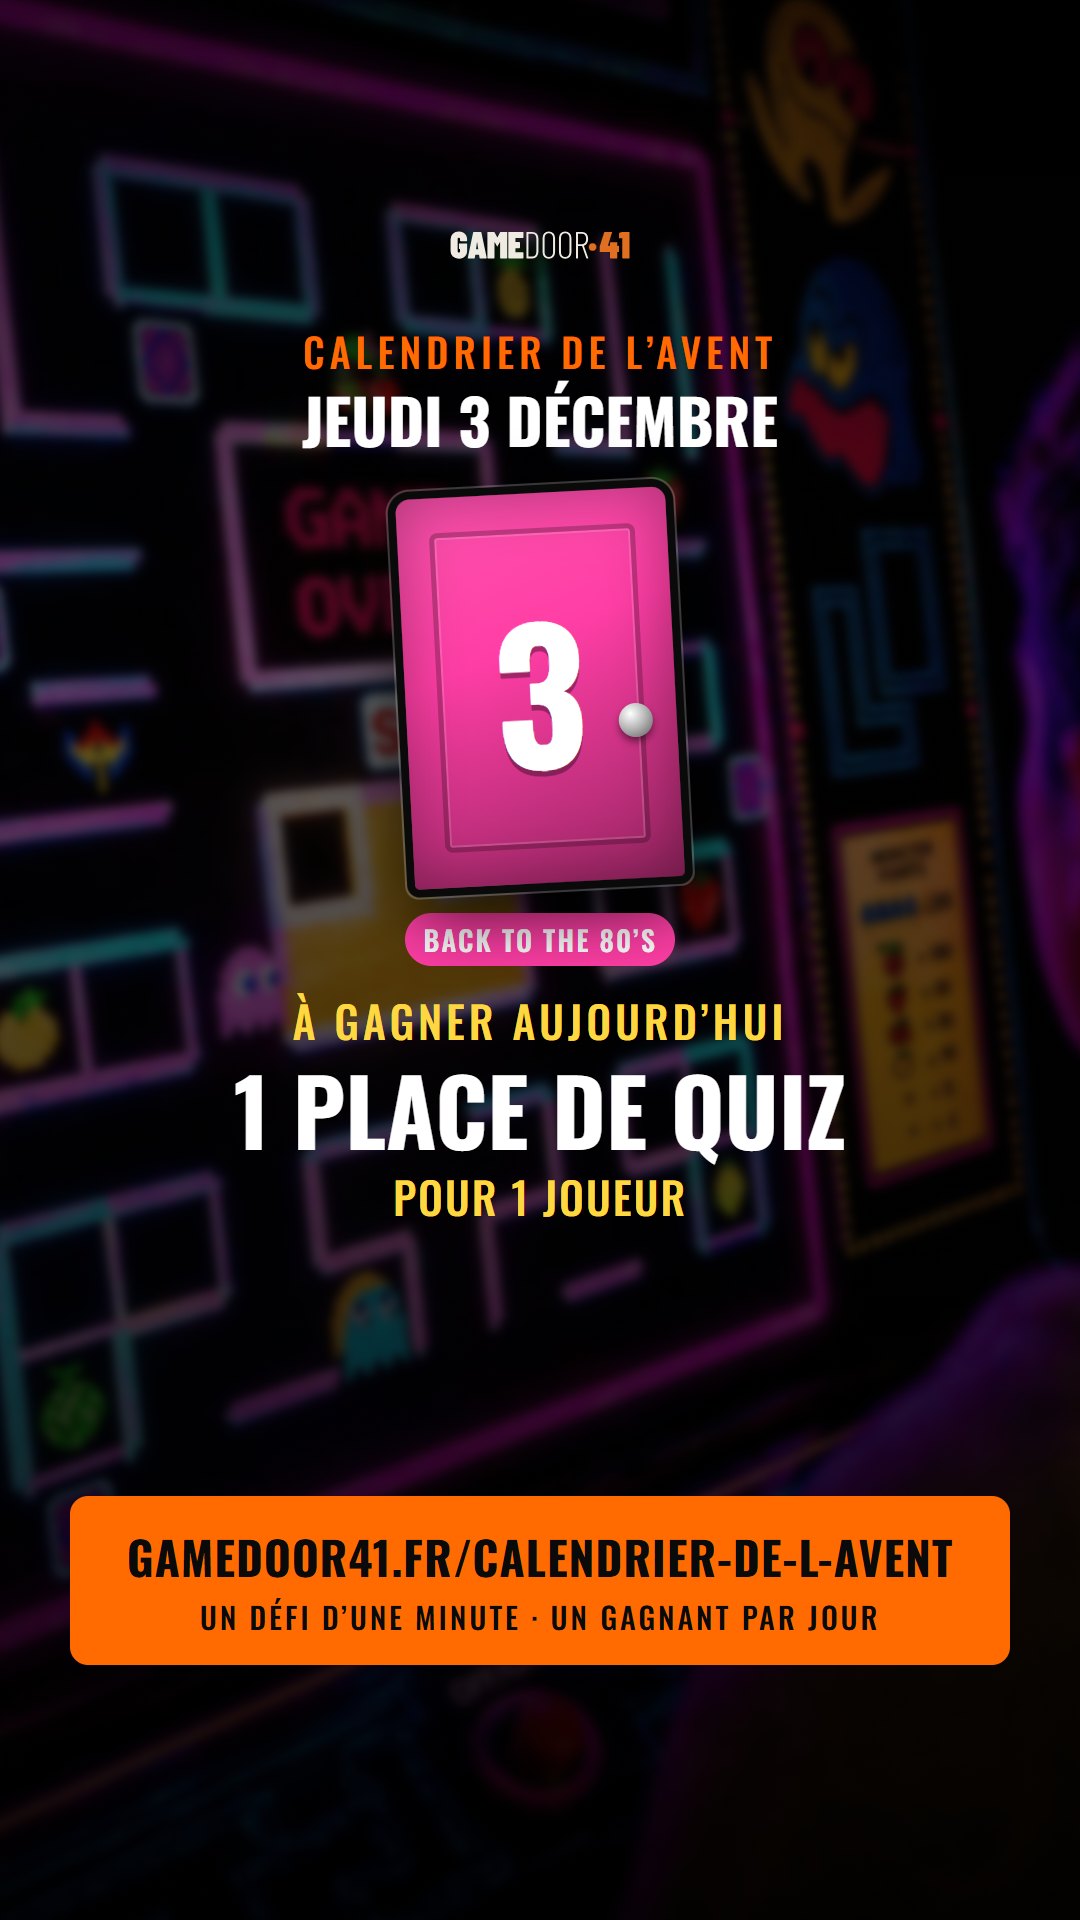 GAMEDOOR·41
CALENDRIER DE L’AVENT
JEUDI 3 DÉCEMBRE
3
BACK TO THE 80’S
À GAGNER AUJOURD’HUI
1 PLACE DE QUIZ
POUR 1 JOUEUR
GAMEDOOR41.FR/CALENDRIER-DE-L-AVENT
UN DÉFI D’UNE MINUTE · UN GAGNANT PAR JOUR